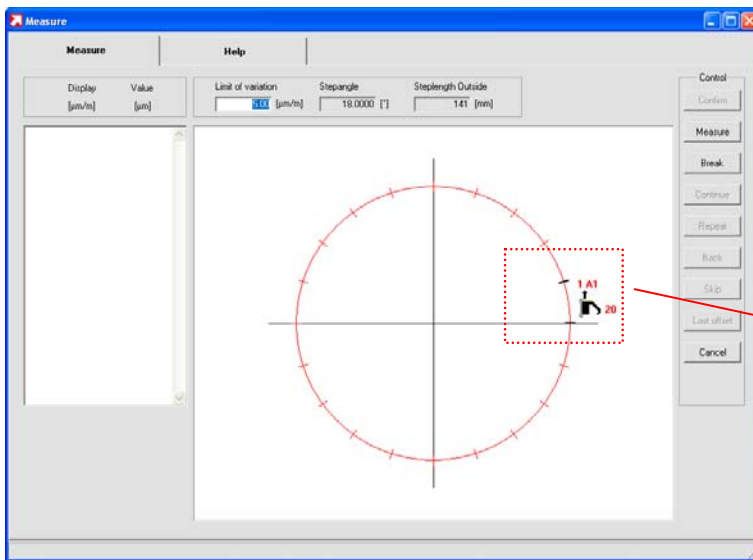 Measure
Measure Help
Display Value
[µm/m] [µm]
Limit of variation Stepangle Steplength Outside
5.00 [µm/m] 18.0000 [°] 141 [mm]
1 A1
20
Control
Confirm
Measure
Break
Continue
Repeat
Back
Skip
Last offset
Cancel